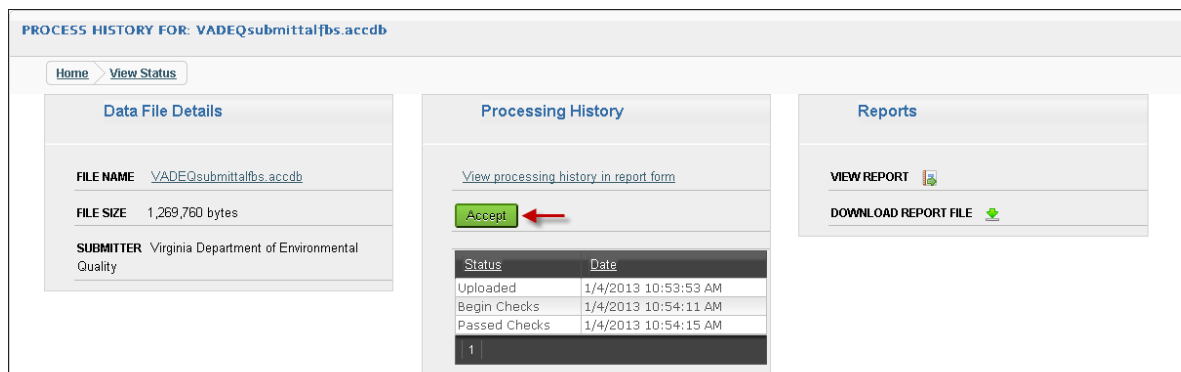 PROCESS HISTORY FOR: VADEQsubmittalfbs.accdb
Home View Status
Data File Details
FILE NAME VADEQsubmittalfbs.accdb
FILE SIZE 1,269,760 bytes
SUBMITTER Virginia Department of Environmental
Quality
Processing History
View processing history in report form
Accept
Status Date
Uploaded 1/4/2013 10:53:53 AM
Begin Checks 1/4/2013 10:54:11 AM
Passed Checks 1/4/2013 10:54:15 AM
1
Reports
VIEW REPORT
DOWNLOAD REPORT FILE